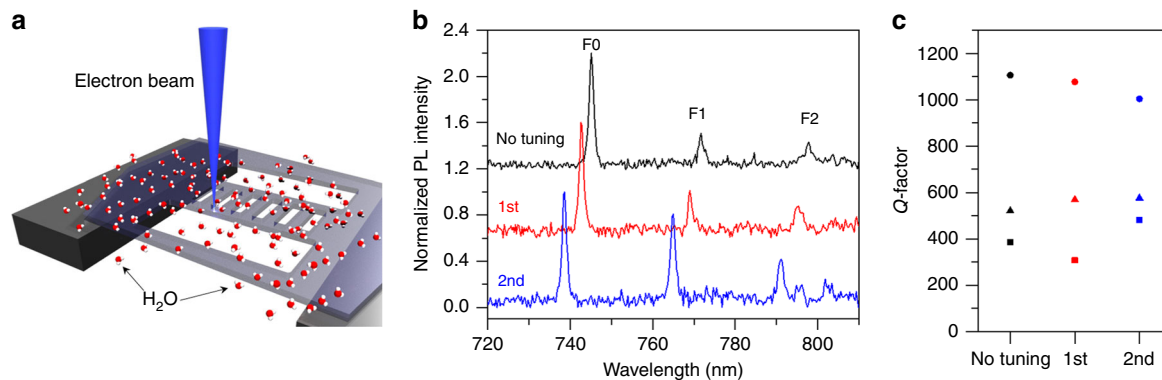 a
Electron beam
H₂O
b
Normalized PL intensity
2.4
2.0
1.6
1.2
0.8
0.4
0.0
F0
F1
F2
No tuning
1st
2nd
720 740 760 780 800
Wavelength (nm)
c
Q-factor
1200
1000
800
600
400
200
0
No tuning 1st 2nd